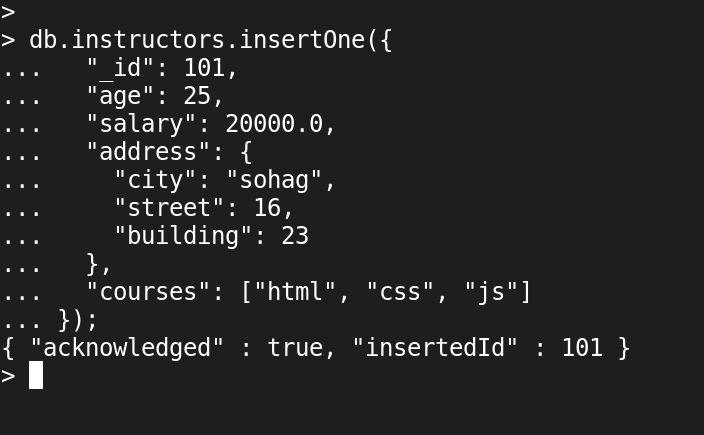 >
> db.instructors.insertOne({
...   "_id": 101,
...   "age": 25,
...   "salary": 20000.0,
...   "address": {
...     "city": "sohag",
...     "street": 16,
...     "building": 23
...   },
...   "courses": ["html", "css", "js"]
... });
{ "acknowledged" : true, "insertedId" : 101 }
>